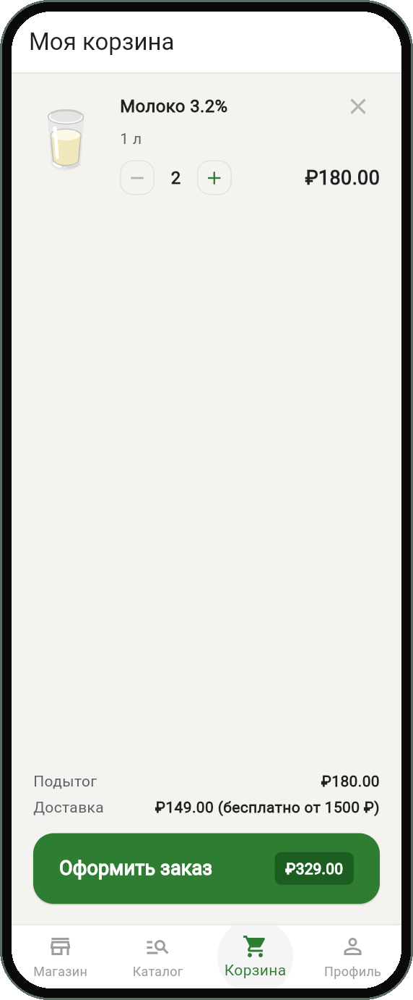 Моя корзина
Молоко 3.2%
1 л
2
₽180.00
Подытог ₽180.00
Доставка ₽149.00 (бесплатно от 1500 ₽)
Оформить заказ ₽329.00
Магазин Каталог Корзина Профиль